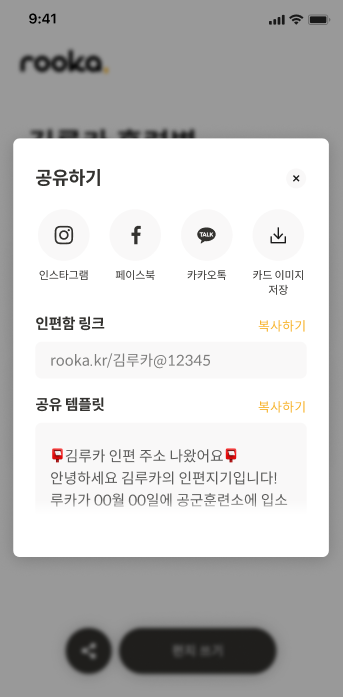 9:41
rooka.
공유하기
인스타그램
페이스북
TALK
카카오톡
카드 이미지
저장
인편함 링크
복사하기
rooka.kr/김루카@12345
공유 템플릿
복사하기
📮김루카 인편 주소 나왔어요📮
안녕하세요 김루카의 인편지기입니다!
루카가 00월 00일에 공군훈련소에 입소
편지 쓰기